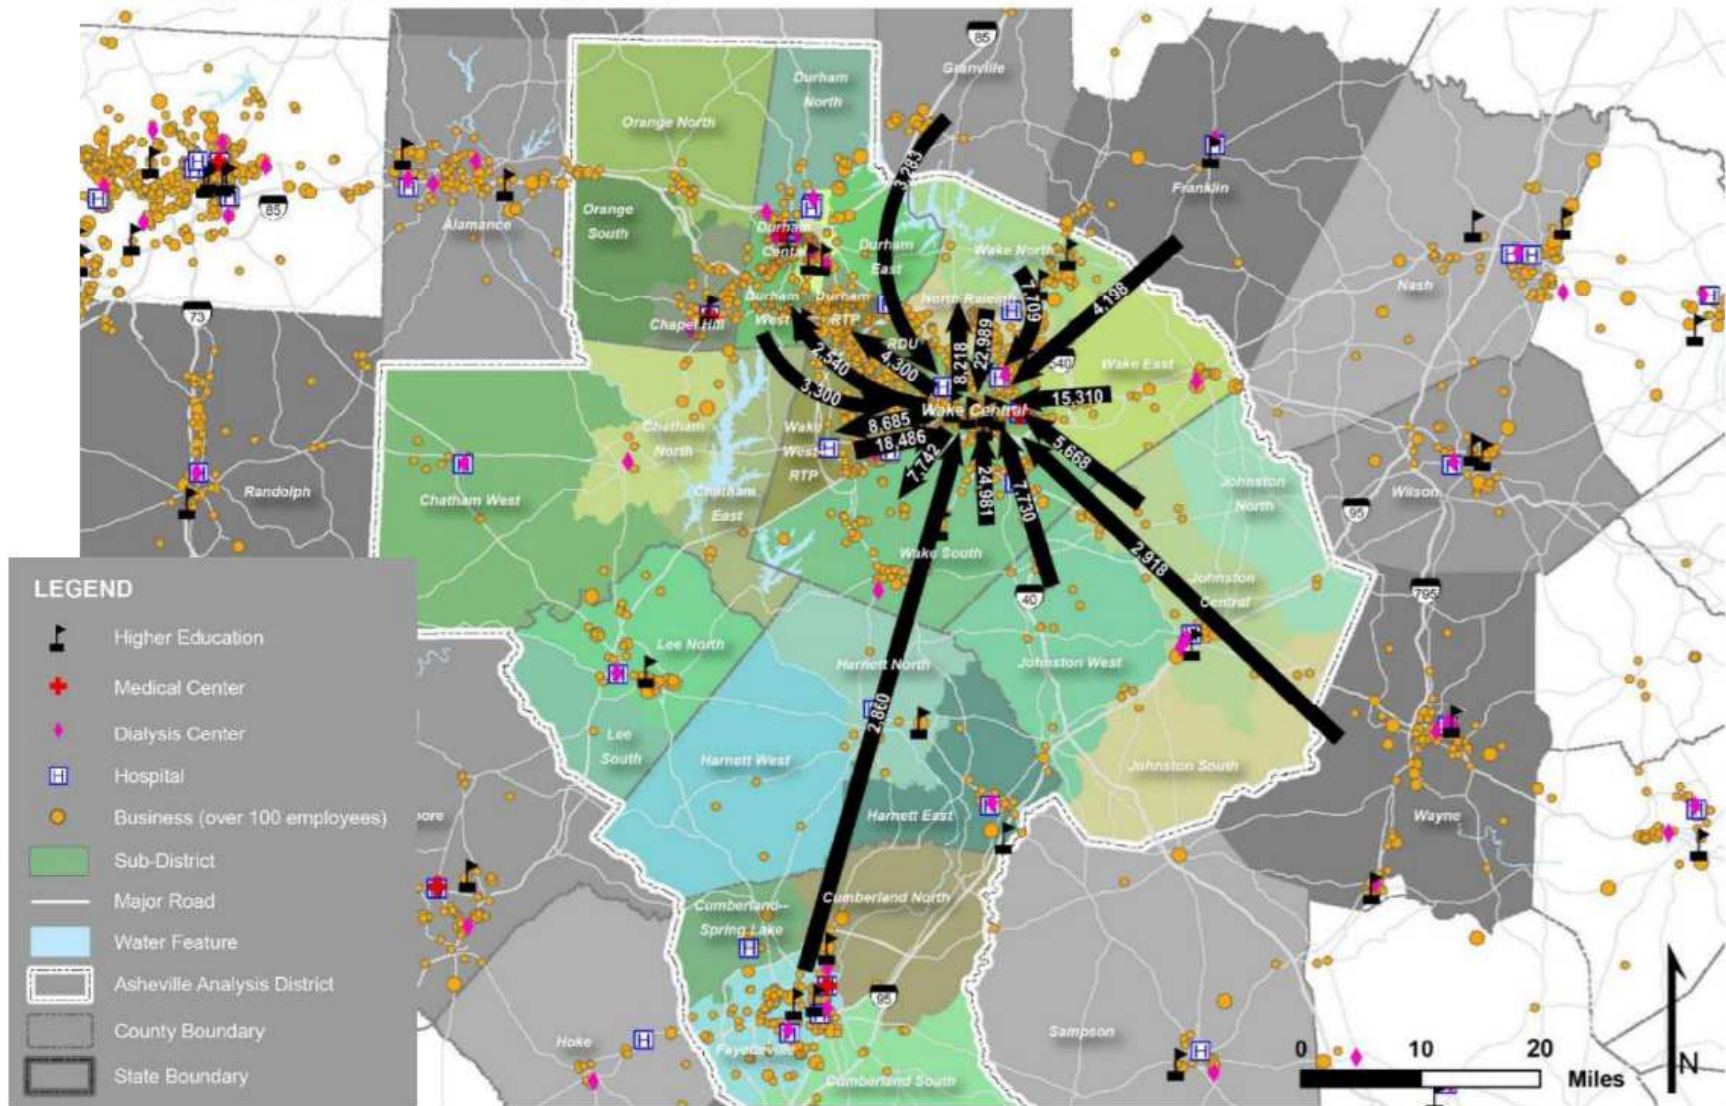 85
Granville
Durham
North
Orange North
3,283
Franklin
Orange
South
Alamance
85
Durham
Cental
Durham
East
Wake North
Nash
4,198
1,709
North Raleigh
Durham
West
Durham
RTP
Chapel Hill
73
RDU
22,989
8,218
540
Wake East
2,540
4,300
3,300
15,310
Wake Central
8,685
18,486
7,742
5,668
24,981
7,730
Wake
West
RTP
Chatham
North
Chatham West
Chatham
East
Randolph
Johnston
North
Wilson
95
2,918
Wake South
Johnston
Central
40
795
Lee North
Harnett North
Johnston West
2,860
Lee
South
Harnett West
Johnston South
Harnett East
Wayne
ore
Cumberland--
Spring Lake
Cumberland North
95
Hoke
Fayetteville
Sampson
Cumberland South
LEGEND
Higher Education
Medical Center
Dialysis Center
Hospital
Business (over 100 employees)
Sub-District
Major Road
Water Feature
Asheville Analysis District
County Boundary
State Boundary
0 10 20
Miles
N